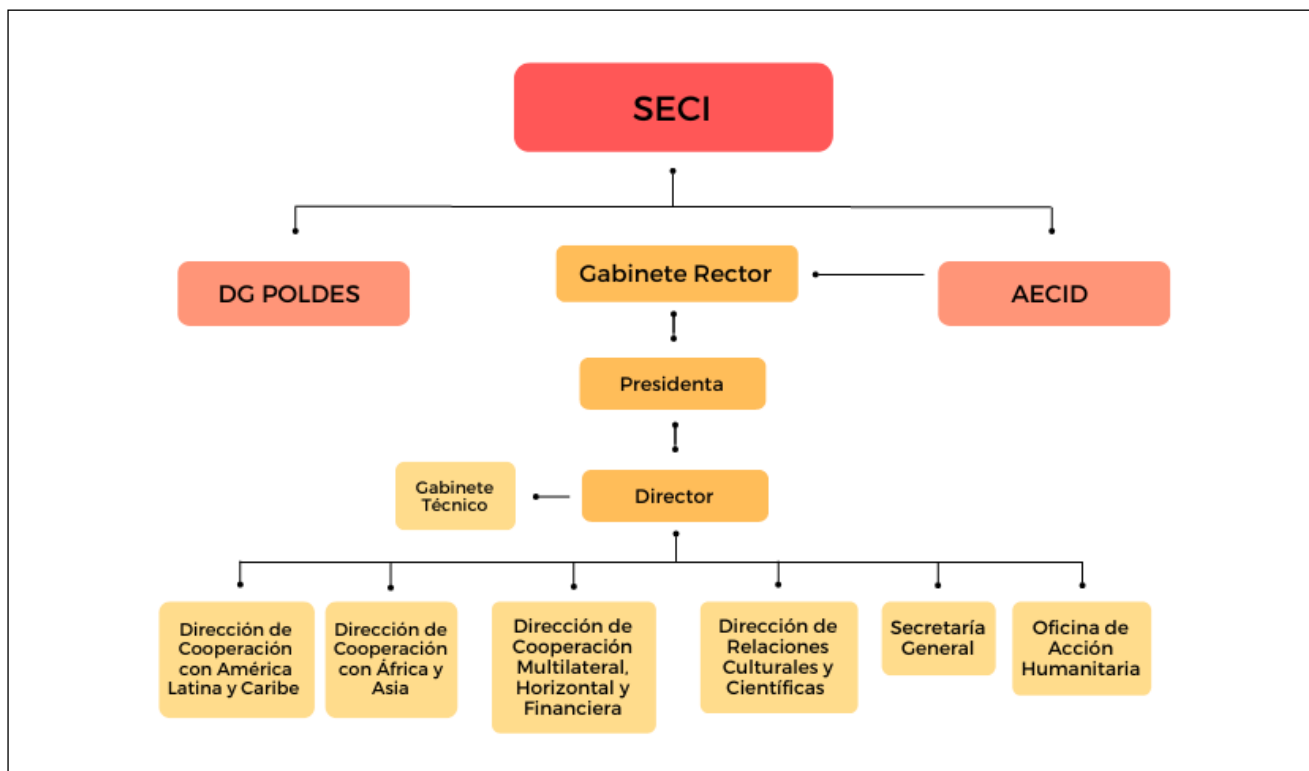 SECI
DG POLDES
Gabinete Rector
AECID
Presidenta
Gabinete
Técnico
Director
Dirección de
Cooperación
con América
Latina y Caribe
Dirección de
Cooperación
con África y
Asia
Dirección de
Cooperación
Multilateral,
Horizontal y
Financiera
Dirección de
Relaciones
Culturales y
Científicas
Secretaría
General
Oficina de
Acción
Humanitaria